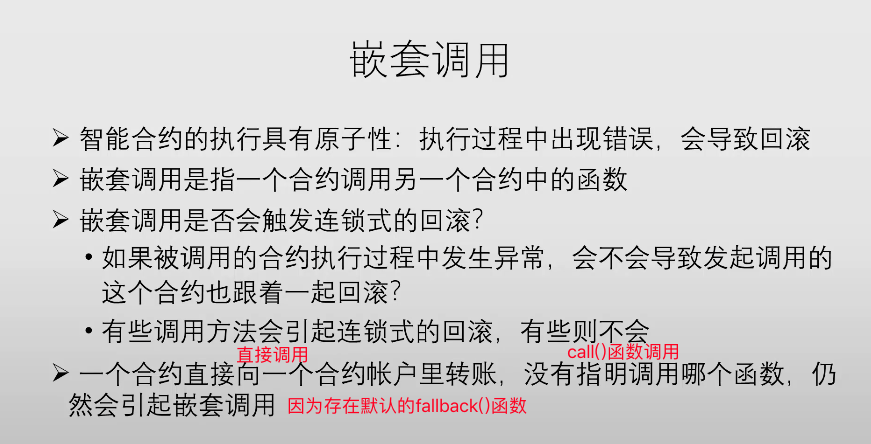 嵌套调用
➢ 智能合约的执行具有原子性：执行过程中出现错误，会导致回滚
➢ 嵌套调用是指一个合约调用另一个合约中的函数
➢ 嵌套调用是否会触发连锁式的回滚？
• 如果被调用的合约执行过程中发生异常，会不会导致发起调用的
这个合约也跟着一起回滚？
• 有些调用方法会引起连锁式的回滚，有些则不会
直接调用 call()函数调用
➢ 一个合约直接向一个合约帐户里转账，没有指明调用哪个函数，仍
然会引起嵌套调用 因为存在默认的fallback()函数